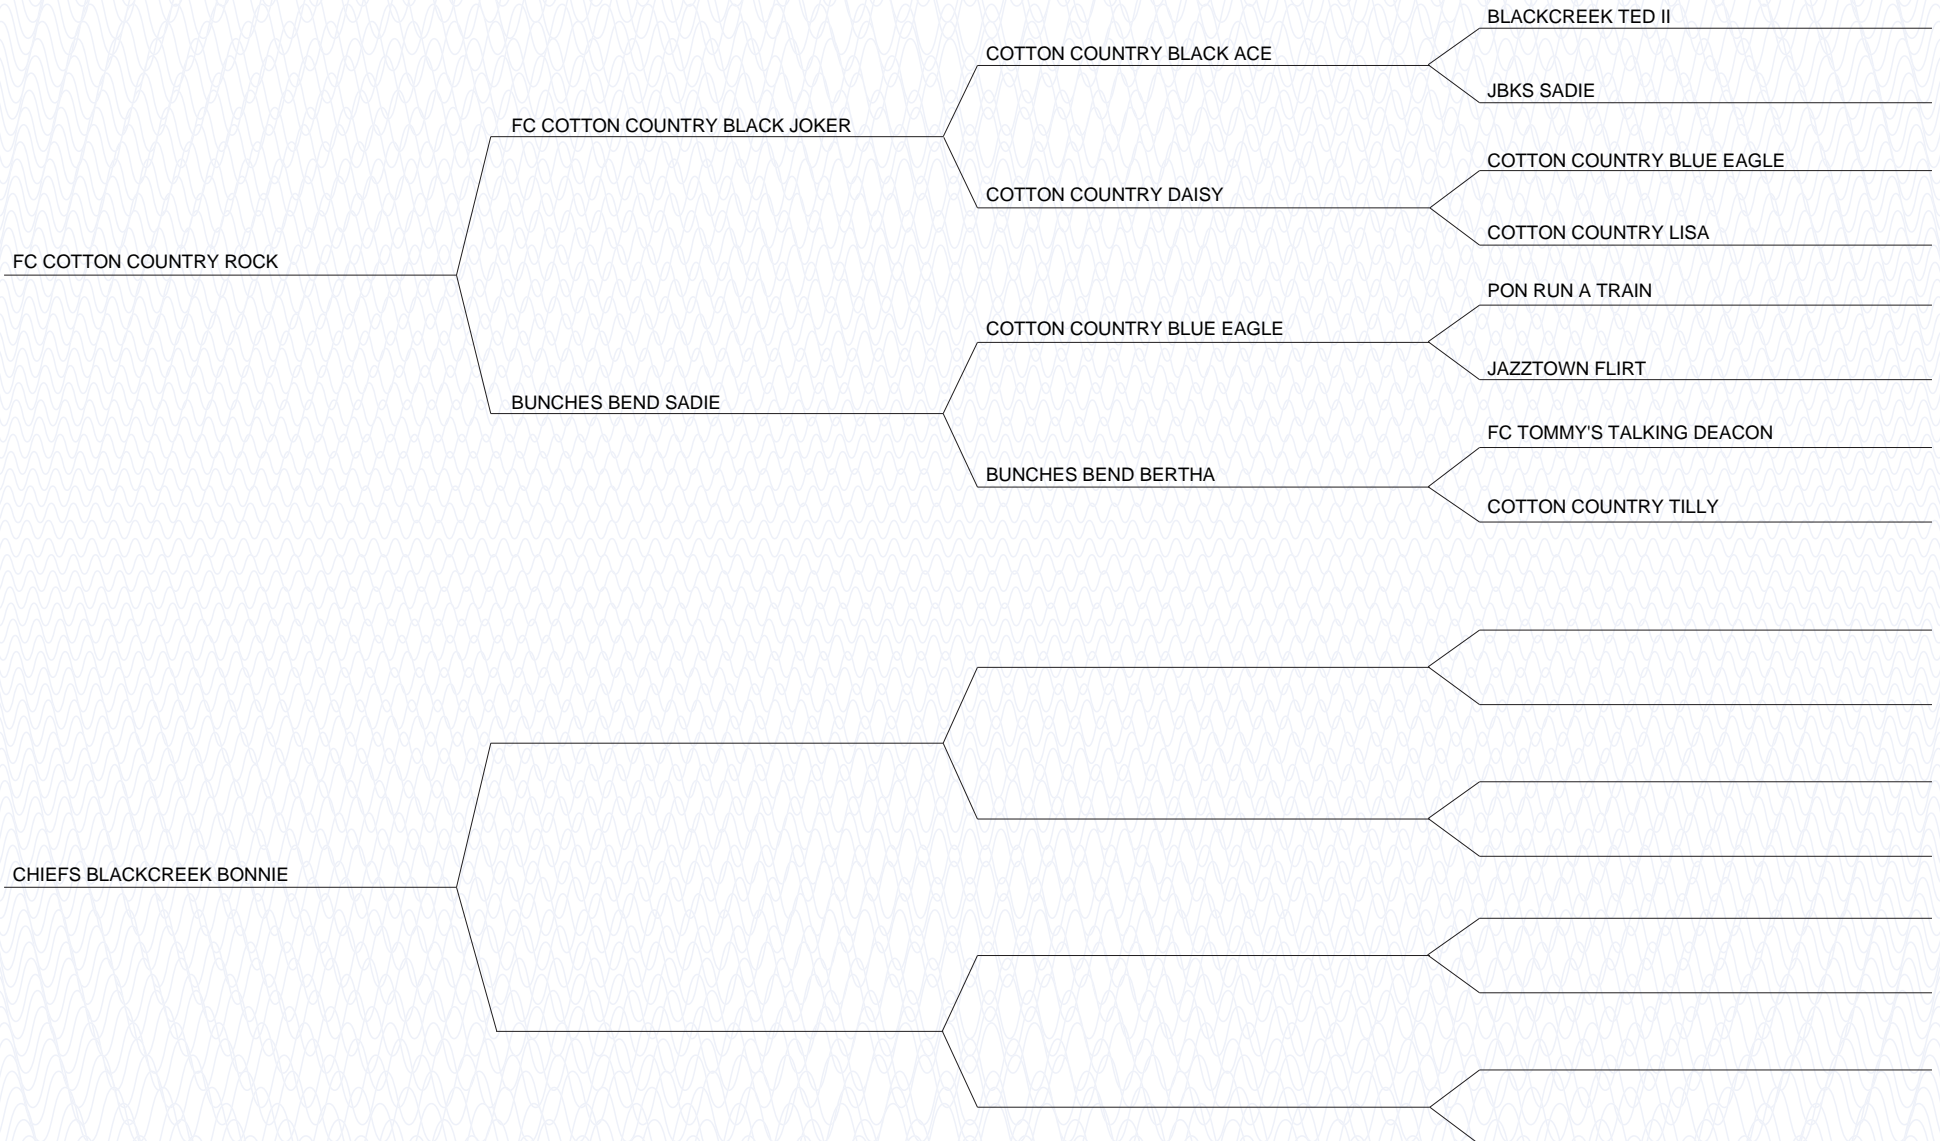 BLACKCREEK TED II
COTTON COUNTRY BLACK ACE
JBKS SADIE
FC COTTON COUNTRY BLACK JOKER
COTTON COUNTRY BLUE EAGLE
COTTON COUNTRY DAISY
COTTON COUNTRY LISA
FC COTTON COUNTRY ROCK
PON RUN A TRAIN
COTTON COUNTRY BLUE EAGLE
JAZZTOWN FLIRT
BUNCHES BEND SADIE
FC TOMMY'S TALKING DEACON
BUNCHES BEND BERTHA
COTTON COUNTRY TILLY
CHIEFS BLACKCREEK BONNIE